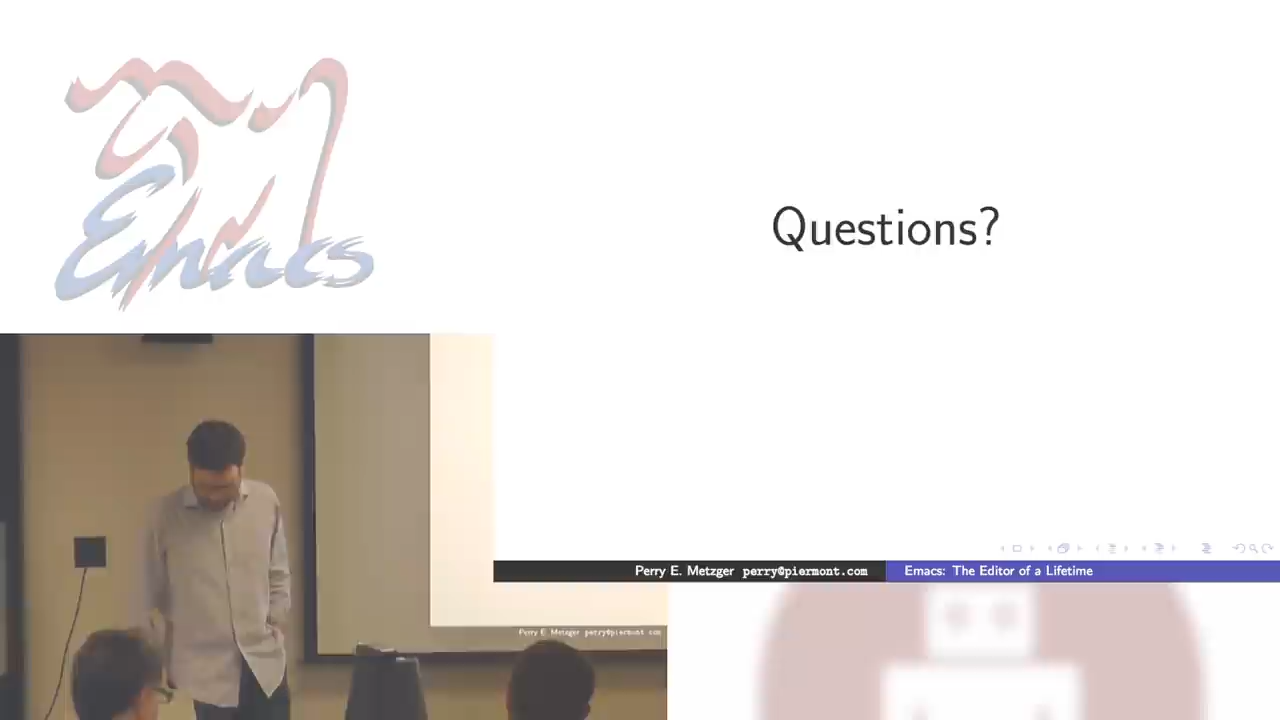 Emacs
Questions?
Perry E. Metzger perry@piermont.com
Emacs: The Editor of a Lifetime
Perry E. Metzger perry@piermont.com